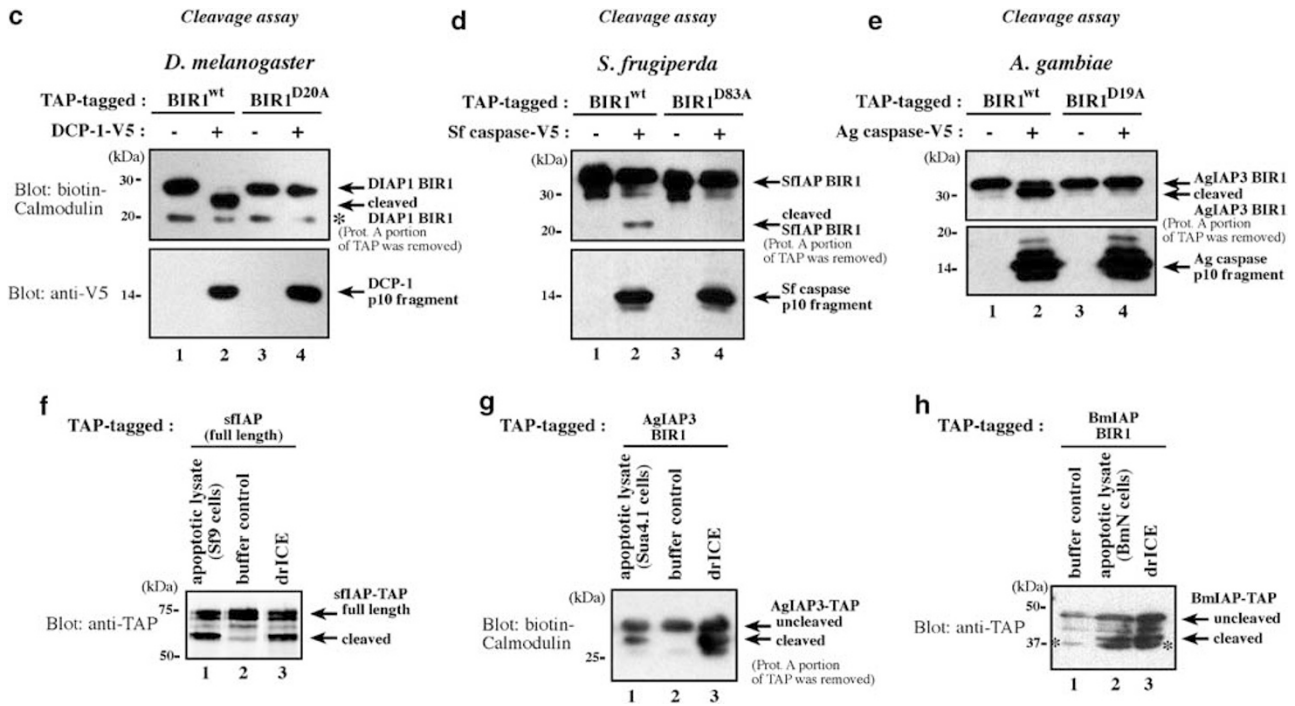 c
Cleavage assay
D. melanogaster
TAP-tagged : BIR1wt BIR1D20A
DCP-1-V5 : - + - +
(kDa)
Blot: biotin-
Calmodulin
30-
20-
DIAP1 BIR1
cleaved
* DIAP1 BIR1
(Prot. A portion
of TAP was removed)
Blot: anti-V5
14-
DCP-1
p10 fragment
1 2 3 4
d
Cleavage assay
S. frugiperda
TAP-tagged : BIR1wt BIR1D83A
Sf caspase-V5 : - + - +
(kDa)
30-
20-
SfIAP BIR1
cleaved
SfIAP BIR1
(Prot. A portion
of TAP was removed)
14-
Sf caspase
p10 fragment
1 2 3 4
e
Cleavage assay
A. gambiae
TAP-tagged : BIR1wt BIR1D19A
Ag caspase-V5 : - + - +
(kDa)
30-
20-
AgIAP3 BIR1
cleaved
AgIAP3 BIR1
(Prot. A portion
of TAP was removed)
14-
Ag caspase
p10 fragment
1 2 3 4
f
TAP-tagged :
sfIAP
(full length)
apoptotic lysate
(Sf9 cells)
buffer control
drICE
(kDa)
75-
50-
Blot: anti-TAP
sfIAP-TAP
full length
cleaved
1 2 3
g
TAP-tagged :
AgIAP3
BIR1
apoptotic lysate
(Sua4.1 cells)
buffer control
drICE
(kDa)
Blot: biotin-
Calmodulin
25-
AgIAP3-TAP
uncleaved
cleaved
(Prot. A portion
of TAP was removed)
1 2 3
h
TAP-tagged :
BmIAP
BIR1
buffer control
apoptotic lysate
(BmN cells)
drICE
(kDa)
50-
37-
Blot: anti-TAP
* *
BmIAP-TAP
uncleaved
cleaved
1 2 3